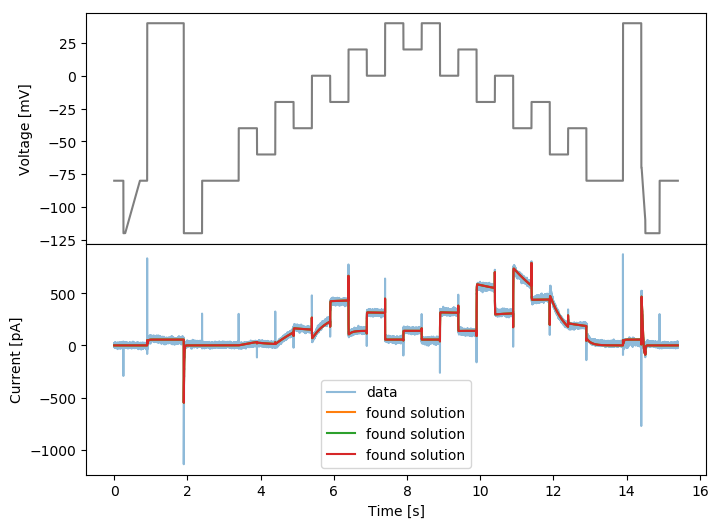 Voltage [mV]
25
0
−25
−50
−75
−100
−125
Current [pA]
500
0
−500
−1000
data
found solution
found solution
found solution
0
2
4
6
8
10
12
14
16
Time [s]